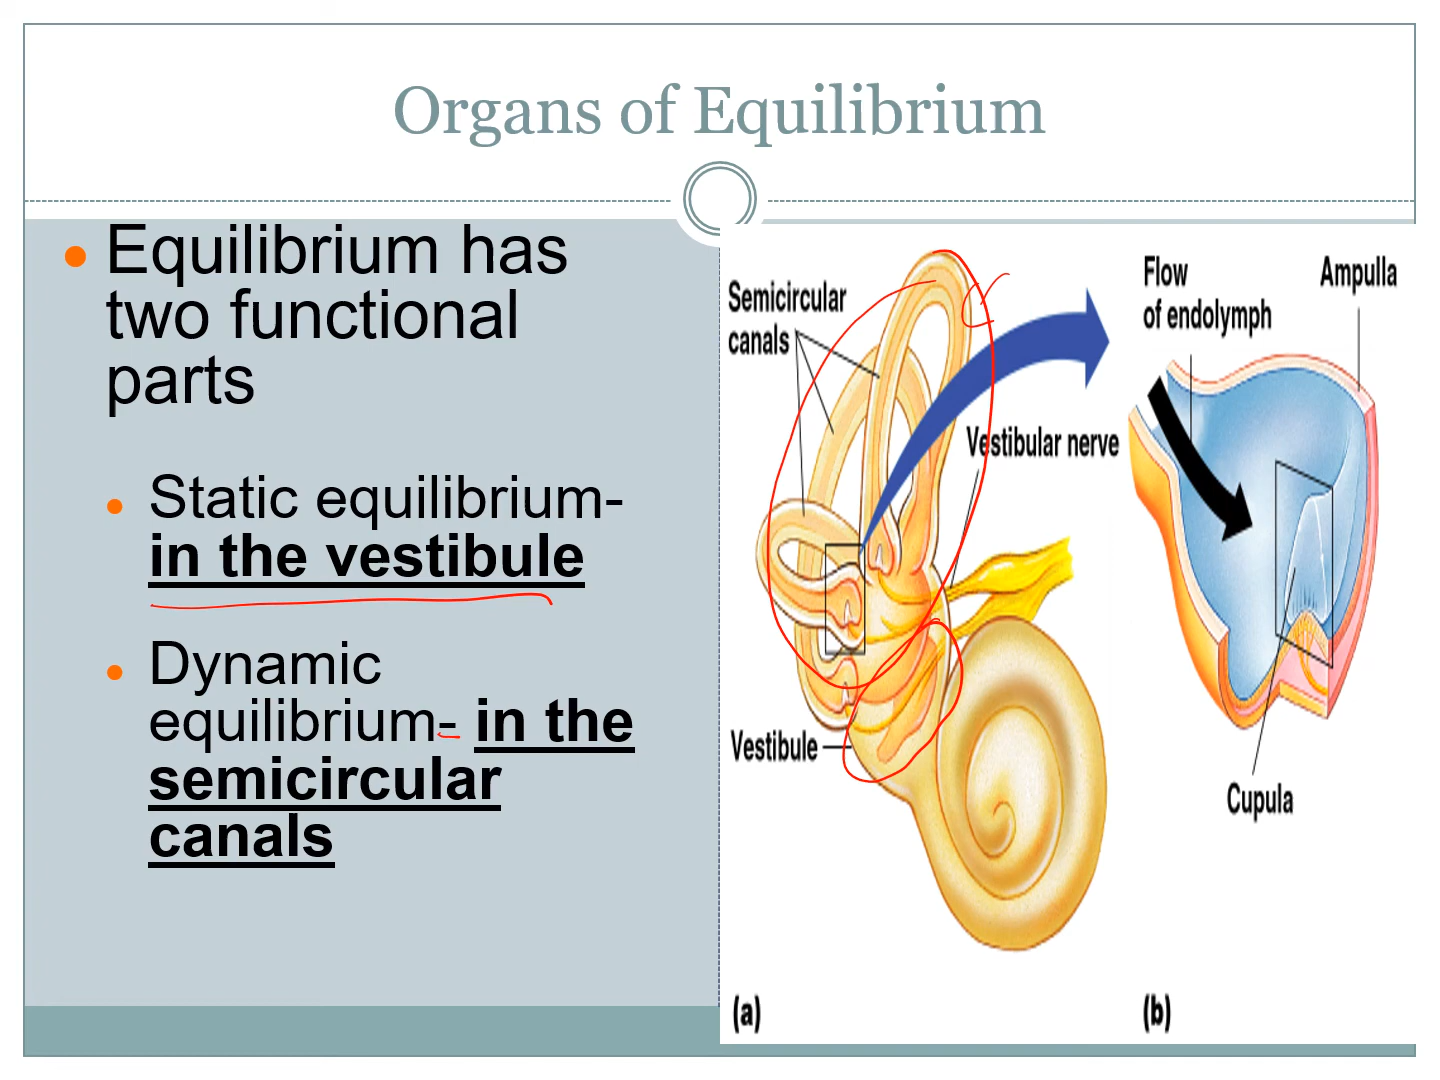 Organs of Equilibrium
Equilibrium has
two functional
parts
Static equilibrium-
in the vestibule
Dynamic
equilibrium- in the
semicircular
canals
Semicircular
canals
Vestibular nerve
Vestibule
(a)
Flow
of endolymph
Ampulla
Cupula
(b)